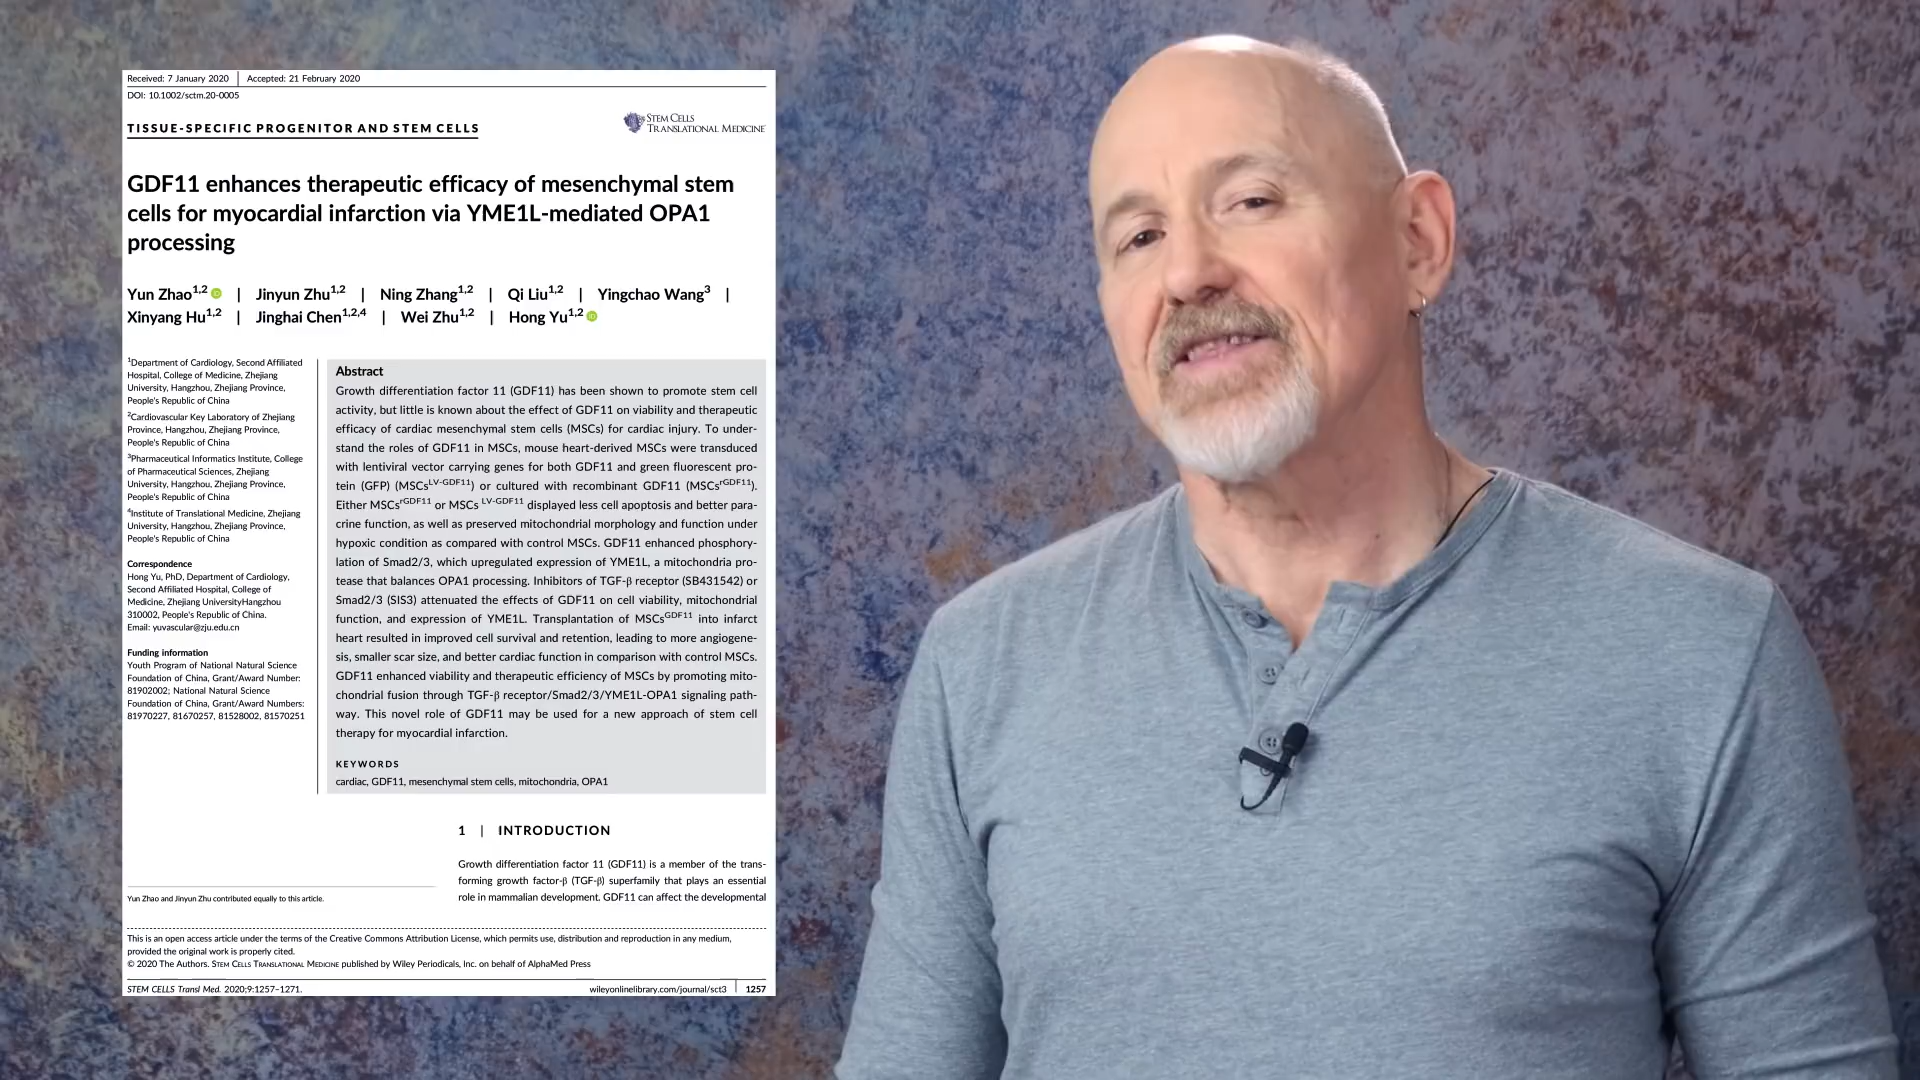 Received: 7 January 2020 | Accepted: 21 February 2020
DOI: 10.1002/sctm.20-0005
TISSUE-SPECIFIC PROGENITOR AND STEM CELLS
STEM CELLS
TRANSLATIONAL MEDICINE
GDF11 enhances therapeutic efficacy of mesenchymal stem
cells for myocardial infarction via YME1L-mediated OPA1
processing
Yun Zhao1,2 iD | Jinyun Zhu1,2 | Ning Zhang1,2 | Qi Liu1,2 | Yingchao Wang3 |
Xinyang Hu1,2 | Jinghai Chen1,2,4 | Wei Zhu1,2 | Hong Yu1,2 iD
1Department of Cardiology, Second Affiliated
Hospital, College of Medicine, Zhejiang
University, Hangzhou, Zhejiang Province,
People's Republic of China
2Cardiovascular Key Laboratory of Zhejiang
Province, Hangzhou, Zhejiang Province,
People's Republic of China
3Pharmaceutical Informatics Institute, College
of Pharmaceutical Sciences, Zhejiang
University, Hangzhou, Zhejiang Province,
People's Republic of China
4Institute of Translational Medicine, Zhejiang
University, Hangzhou, Zhejiang Province,
People's Republic of China
Correspondence
Hong Yu, PhD, Department of Cardiology,
Second Affiliated Hospital, College of
Medicine, Zhejiang UniversityHangzhou
310002, People's Republic of China.
Email: yuvascular@zju.edu.cn
Funding information
Youth Program of National Natural Science
Foundation of China, Grant/Award Number:
81902002; National Natural Science
Foundation of China, Grant/Award Numbers:
81970227, 81670257, 81528002, 81570251
Abstract
Growth differentiation factor 11 (GDF11) has been shown to promote stem cell
activity, but little is known about the effect of GDF11 on viability and therapeutic
efficacy of cardiac mesenchymal stem cells (MSCs) for cardiac injury. To under-
stand the roles of GDF11 in MSCs, mouse heart-derived MSCs were transduced
with lentiviral vector carrying genes for both GDF11 and green fluorescent pro-
tein (GFP) (MSCsLV-GDF11) or cultured with recombinant GDF11 (MSCsrGDF11).
Either MSCsrGDF11 or MSCs LV-GDF11 displayed less cell apoptosis and better para-
crine function, as well as preserved mitochondrial morphology and function under
hypoxic condition as compared with control MSCs. GDF11 enhanced phosphory-
lation of Smad2/3, which upregulated expression of YME1L, a mitochondria pro-
tease that balances OPA1 processing. Inhibitors of TGF-β receptor (SB431542) or
Smad2/3 (SIS3) attenuated the effects of GDF11 on cell viability, mitochondrial
function, and expression of YME1L. Transplantation of MSCsGDF11 into infarct
heart resulted in improved cell survival and retention, leading to more angiogene-
sis, smaller scar size, and better cardiac function in comparison with control MSCs.
GDF11 enhanced viability and therapeutic efficiency of MSCs by promoting mito-
chondrial fusion through TGF-β receptor/Smad2/3/YME1L-OPA1 signaling path-
way. This novel role of GDF11 may be used for a new approach of stem cell
therapy for myocardial infarction.
KEYWORDS
cardiac, GDF11, mesenchymal stem cells, mitochondria, OPA1
1 | INTRODUCTION
Growth differentiation factor 11 (GDF11) is a member of the trans-
forming growth factor-β (TGF-β) superfamily that plays an essential
role in mammalian development. GDF11 can affect the developmental
Yun Zhao and Jinyun Zhu contributed equally to this article.
This is an open access article under the terms of the Creative Commons Attribution License, which permits use, distribution and reproduction in any medium,
provided the original work is properly cited.
© 2020 The Authors. STEM CELLS TRANSLATIONAL MEDICINE published by Wiley Periodicals, Inc. on behalf of AlphaMed Press
STEM CELLS Transl Med. 2020;9:1257–1271. wileyonlinelibrary.com/journal/sct3 | 1257